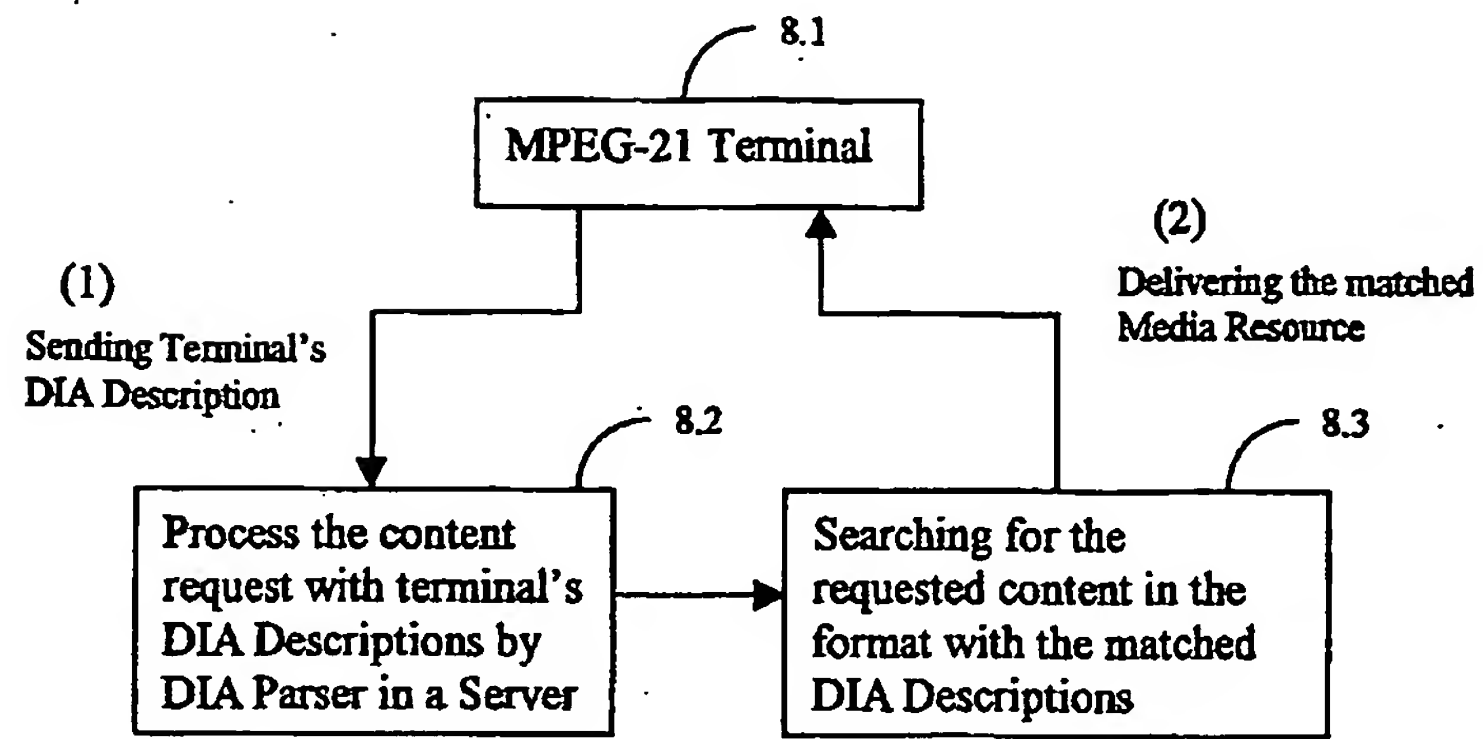 8.1
MPEG-21 Terminal
(1)
Sending Terminal's
DIA Description
(2)
Delivering the matched
Media Resource
8.2
Process the content
request with terminal's
DIA Descriptions by
DIA Parser in a Server
8.3
Searching for the
requested content in the
format with the matched
DIA Descriptions